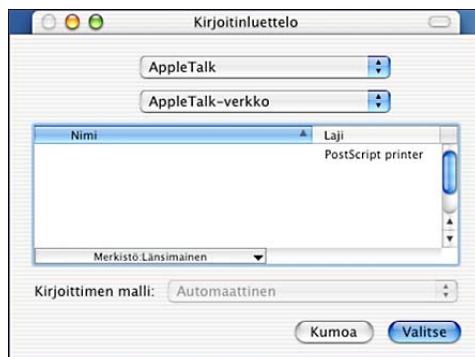 Kirjoitinluettelo
AppleTalk
AppleTalk-verkko
Nimi Laji
PostScript printer
Merkistö:Länsimainen
Kirjoittimen malli: Automaattinen
Kumoa Valitse